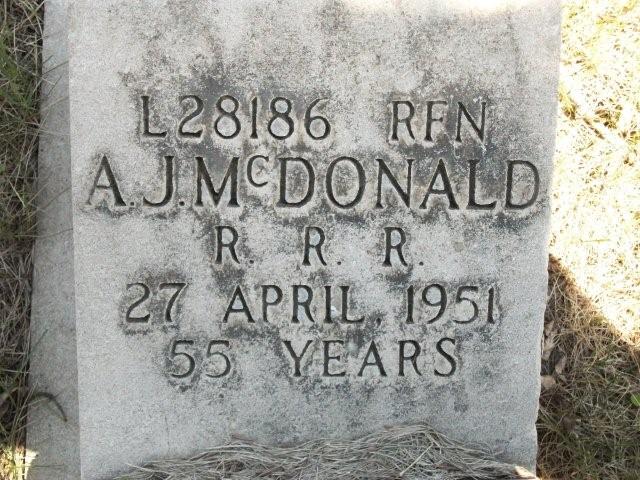 L28186 RFN
A.J.McDONALD
R. R. R.
27 APRIL, 1951
55 YEARS